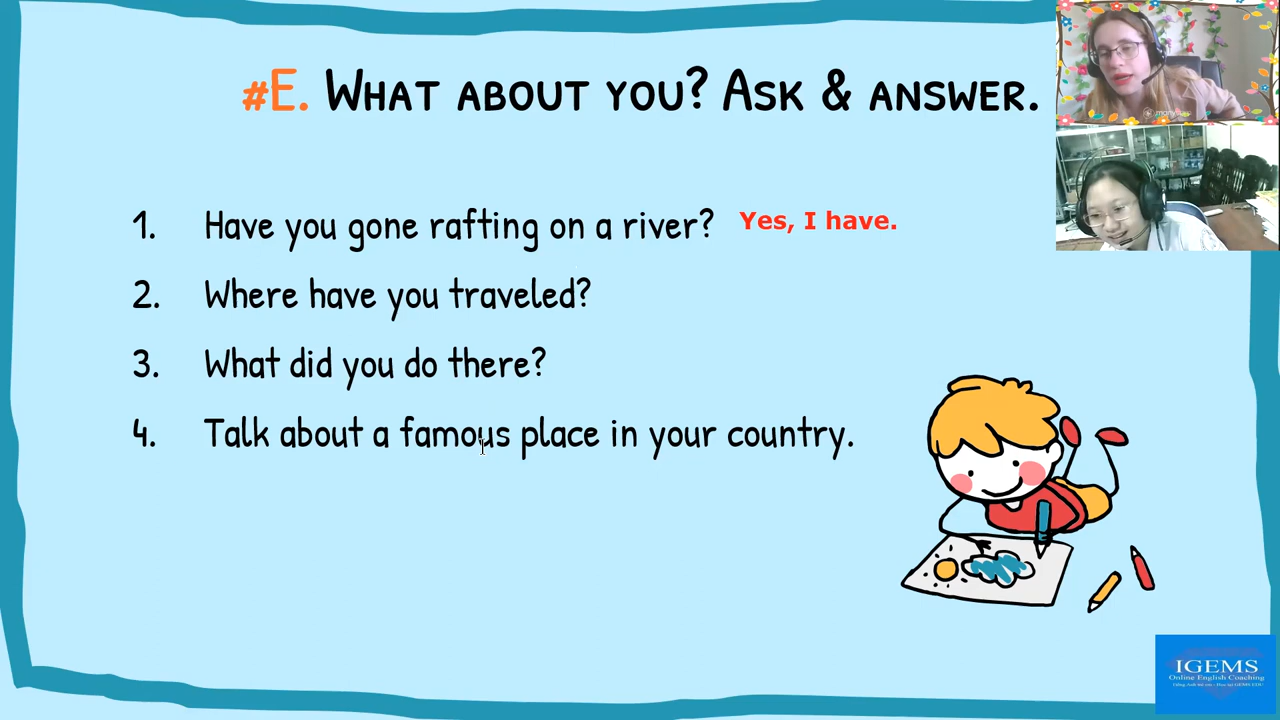 #E. What about you? Ask & answer.
1. Have you gone rafting on a river? Yes, I have.
2. Where have you traveled?
3. What did you do there?
4. Talk about a famous place in your country.
IGEMS
Online English Coaching